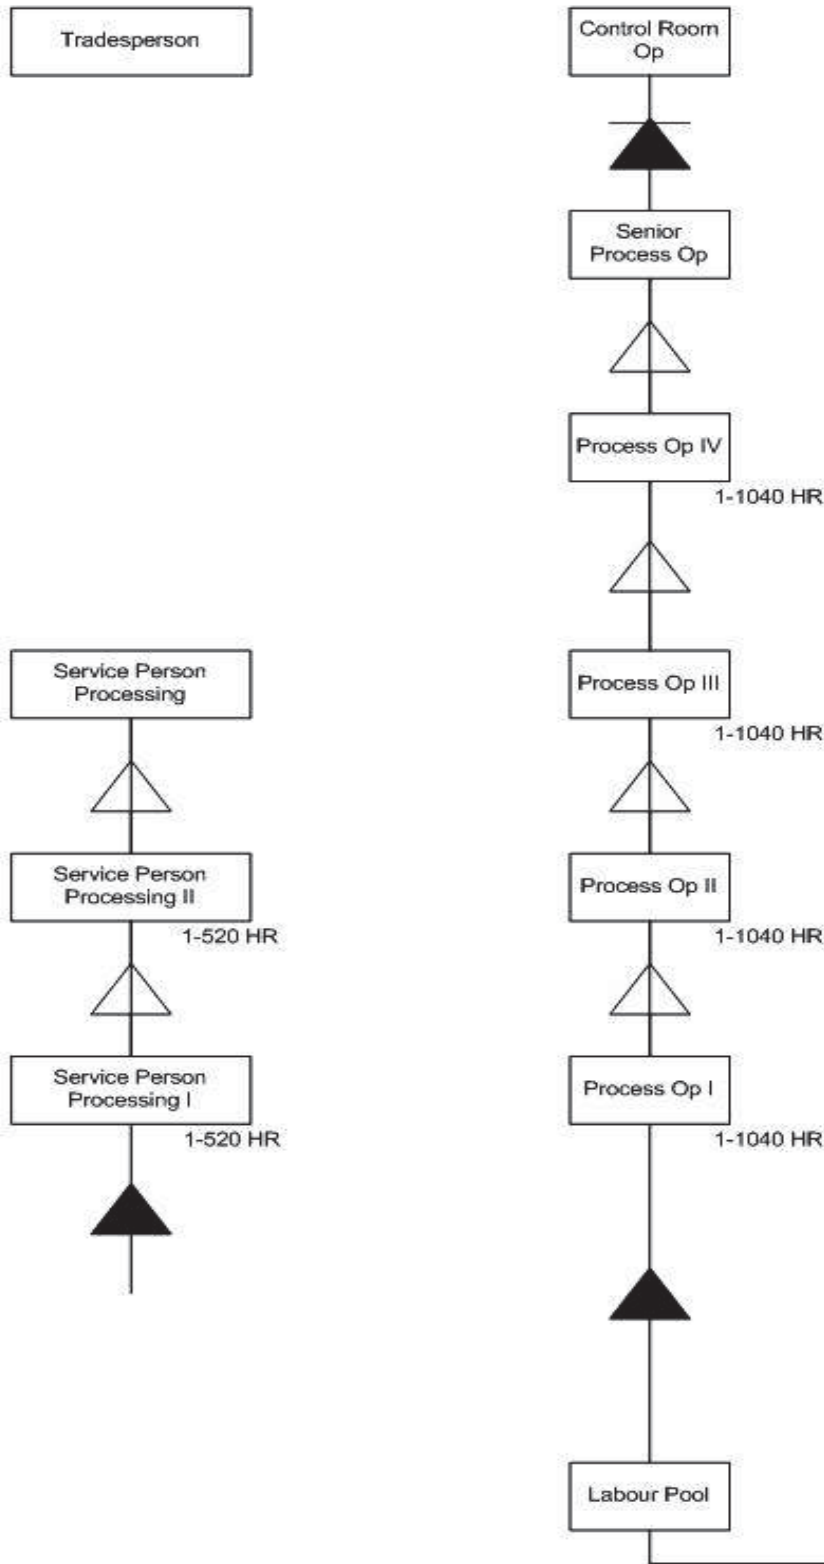 Tradesperson
Control Room
Op
Senior
Process Op
Process Op IV
1-1040 HR
Service Person
Processing
Process Op III
1-1040 HR
Service Person
Processing II
1-520 HR
Process Op II
1-1040 HR
Service Person
Processing I
1-520 HR
Process Op I
1-1040 HR
Labour Pool